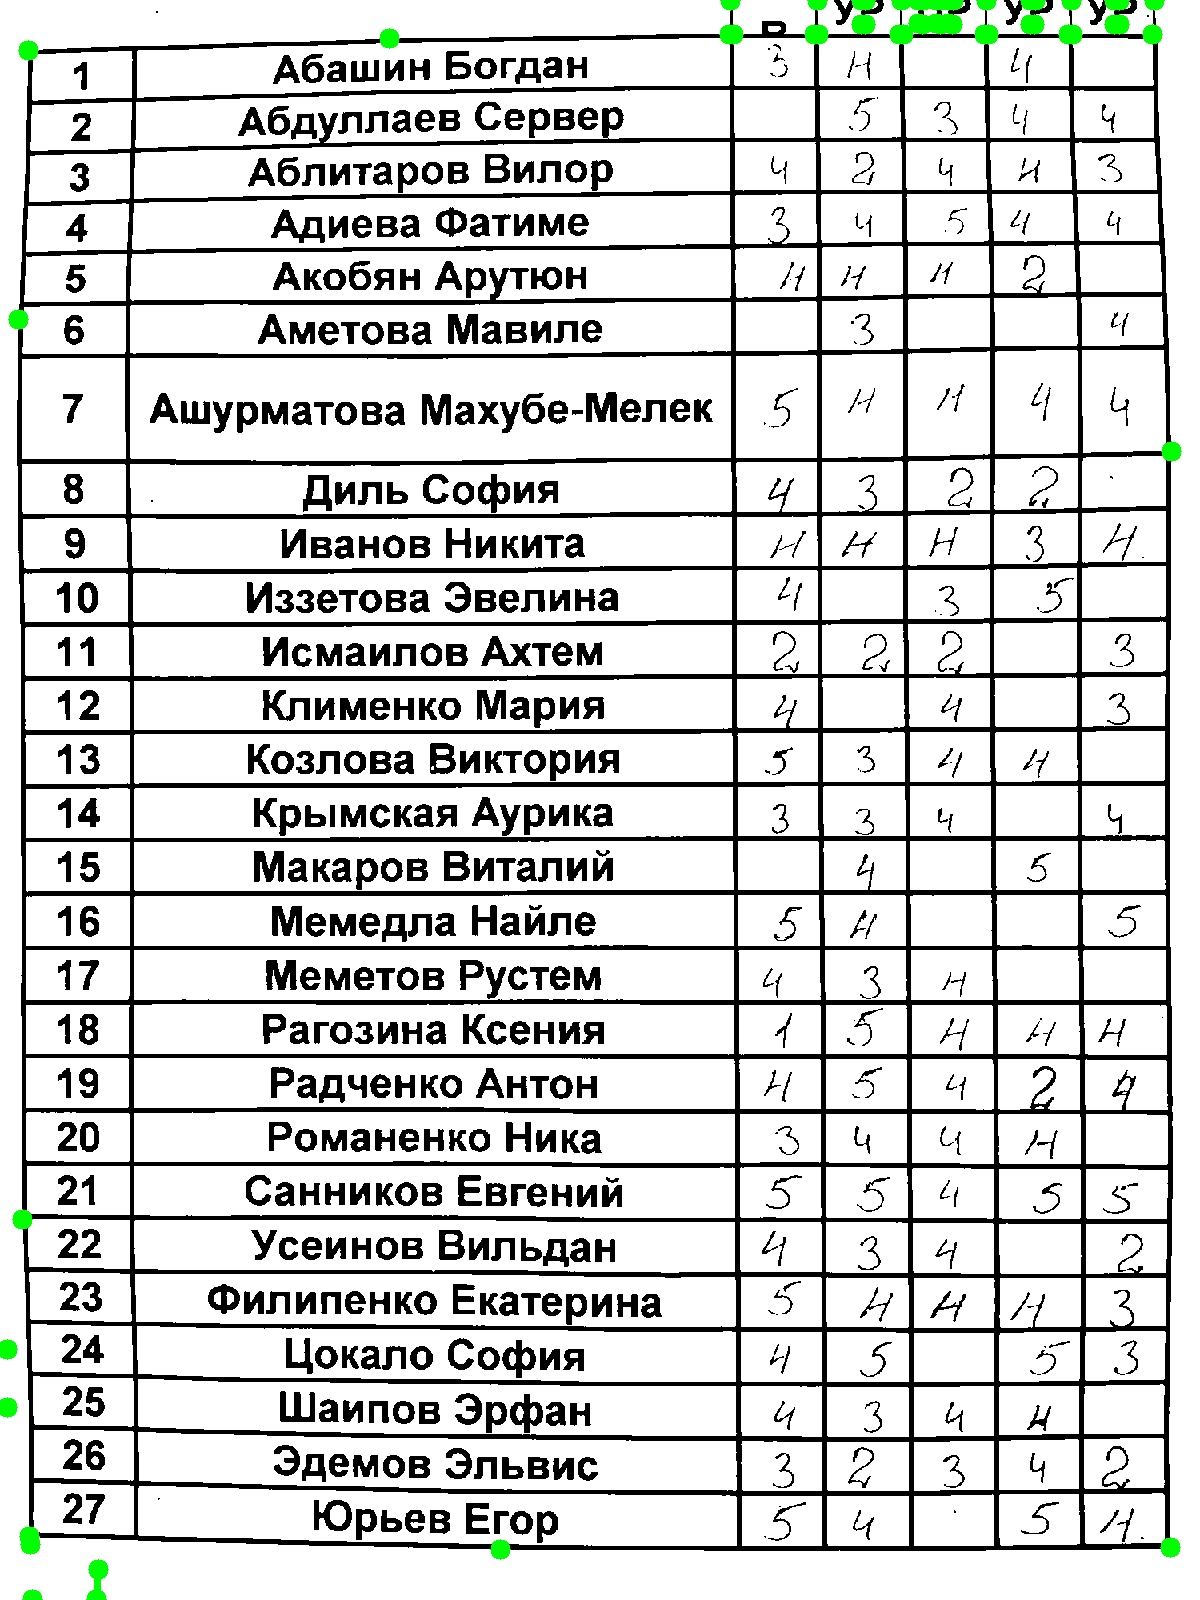 1 Абашин Богдан 3 н 4
2 Абдуллаев Сервер 5 3 4 4
3 Аблитаров Вилор 4 2 4 н 3
4 Адиева Фатиме 3 4 5 4 4
5 Акобян Арутюн н н н 2
6 Аметова Мавиле 3 4
7 Ашурматова Махубе-Мелек 5 н н 4 4
8 Диль София 4 3 2 2
9 Иванов Никита н н н 3 н
10 Иззетова Эвелина 4 3 5
11 Исмаилов Ахтем 2 2 2 3
12 Клименко Мария 4 4 3
13 Козлова Виктория 5 3 4 н
14 Крымская Аурика 3 3 4 4
15 Макаров Виталий 4 5
16 Мемедла Найле 5 н 5
17 Меметов Рустем 4 3 н
18 Рагозина Ксения 1 5 н н н
19 Радченко Антон н 5 4 2 4
20 Романенко Ника 3 4 4 н
21 Санников Евгений 5 5 4 5 5
22 Усеинов Вильдан 4 3 4 2
23 Филипенко Екатерина 5 н н н 3
24 Цокало София 4 5 5 3
25 Шаипов Эрфан 4 3 4 н
26 Эдемов Эльвис 3 2 3 4 2
27 Юрьев Егор 5 4 5 н